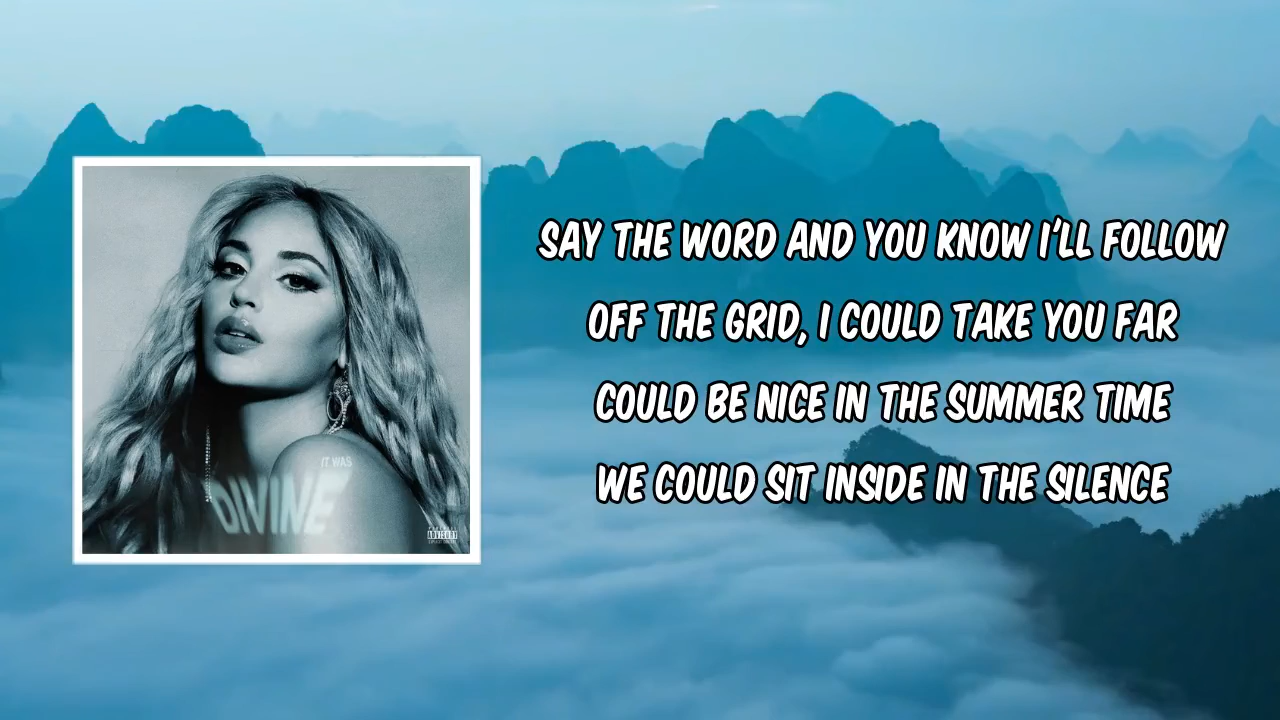 SAY THE WORD AND YOU KNOW I'LL FOLLOW
OFF THE GRID, I COULD TAKE YOU FAR
COULD BE NICE IN THE SUMMER TIME
WE COULD SIT INSIDE IN THE SILENCE
IT WAS
DIVINE
ADVISORY